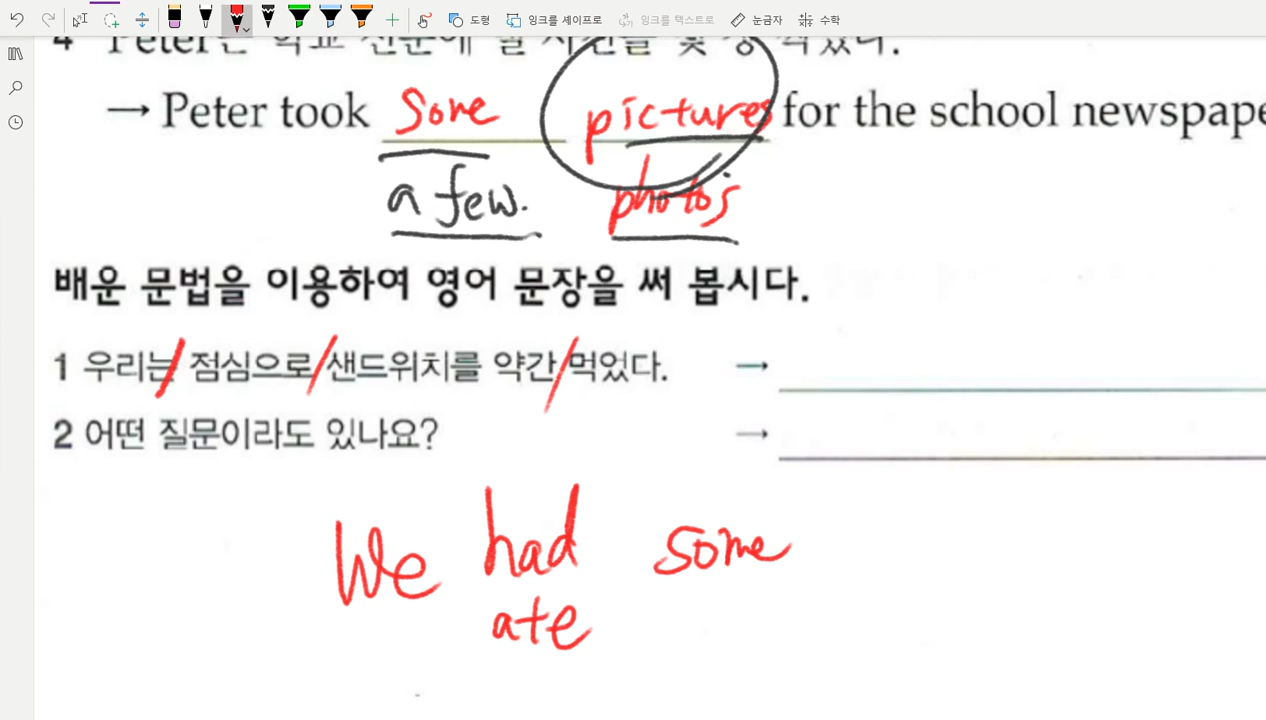 도형 잉크를 셰이프로 잉크를 텍스트로 눈금자 수학
4 Peter는 학교 신문에 쓸 사진을 몇 장 찍었다.
→ Peter took some pictures for the school newspape
a few. photos
배운 문법을 이용하여 영어 문장을 써 봅시다.
1 우리는/ 점심으로/ 샌드위치를 약간/ 먹었다. →
2 어떤 질문이라도 있나요? →
We had some
ate